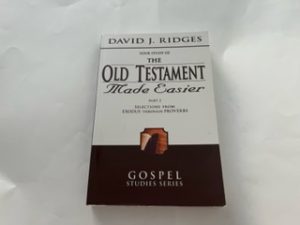 DAVID J. RIDGES
YOUR STUDY OF
THE
OLD TESTAMENT
Made Easier
PART 2
SELECTIONS FROM
EXODUS THROUGH PROVERBS
GOSPEL
STUDIES SERIES